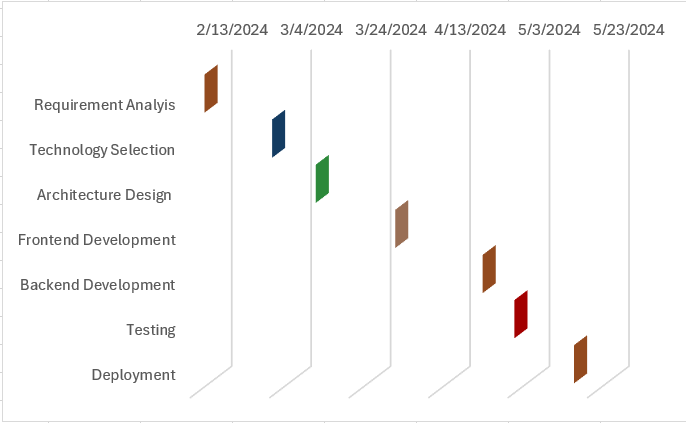 2/13/2024 3/4/2024 3/24/2024 4/13/2024 5/3/2024 5/23/2024
Requirement Analyis
Technology Selection
Architecture Design
Frontend Development
Backend Development
Testing
Deployment